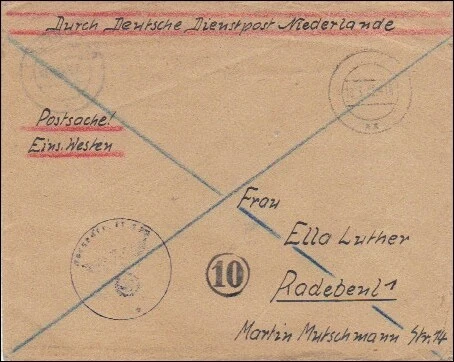 Durch Deutsche Dienstpost Niederlande
Postsache!
Eins. Westen
Frau
Ella Luther
10
Radebeul 1
Martin Mutschmann Str. 14